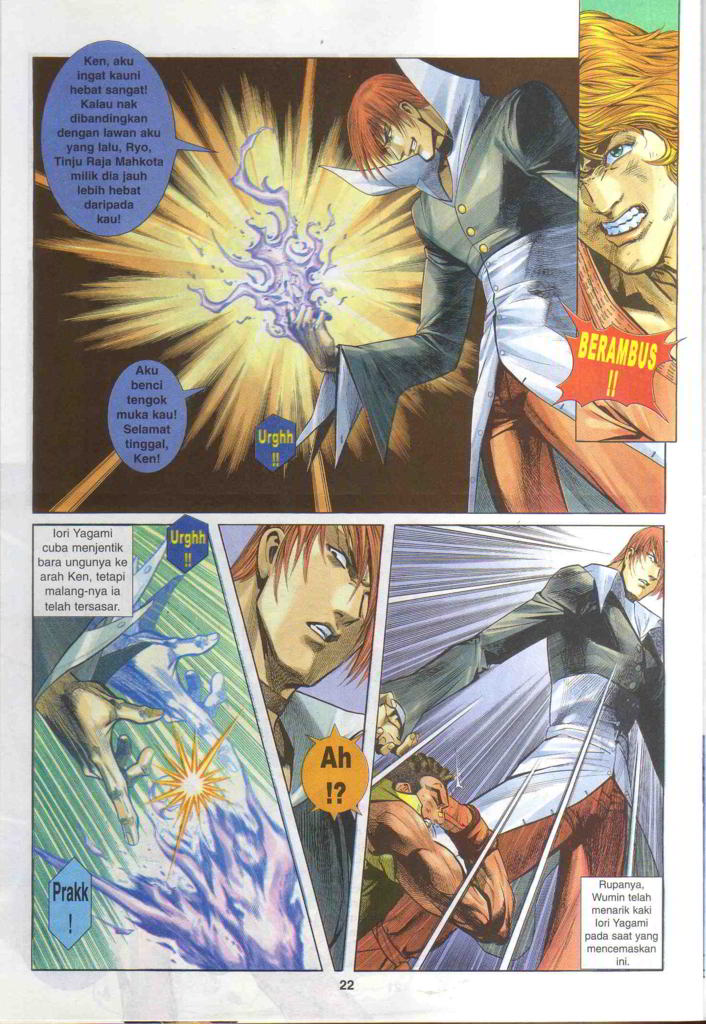 Ken, aku
ingat kauni
hebat sangat!
Kalau nak
dibandingkan
dengan lawan aku
yang lalu, Ryo,
Tinju Raja Mahkota
milik dia jauh
lebih hebat
daripada
kau!
BERAMBUS
!!
Aku
benci
tengok
muka kau!
Selamat
tinggal,
Ken!
Urghh
!!
Iori Yagami
cuba menjentik
bara ungunya ke
arah Ken, tetapi
malang-nya ia
telah tersasar.
Urghh
!!
Prakk
!
Ah
!?
Rupanya,
Wumin telah
menarik kaki
Iori Yagami
pada saat yang
mencemaskan
ini.
22